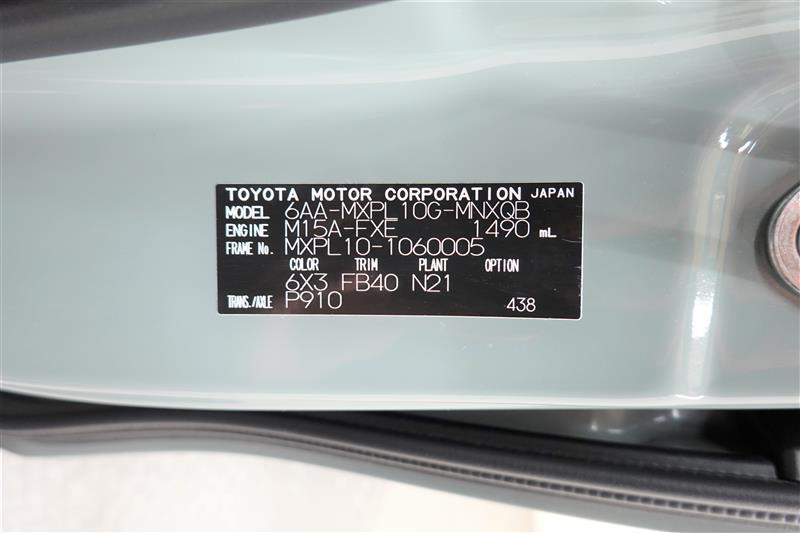 TOYOTA MOTOR CORPORATION JAPAN
MODEL 6AA-MXPL10G-MNXQB
ENGINE M15A-FXE 1490 mL
FRAME No. MXPL10-1060005
COLOR TRIM PLANT OPTION
6X3 FB40 N21
TRANS./AXLE P910 438